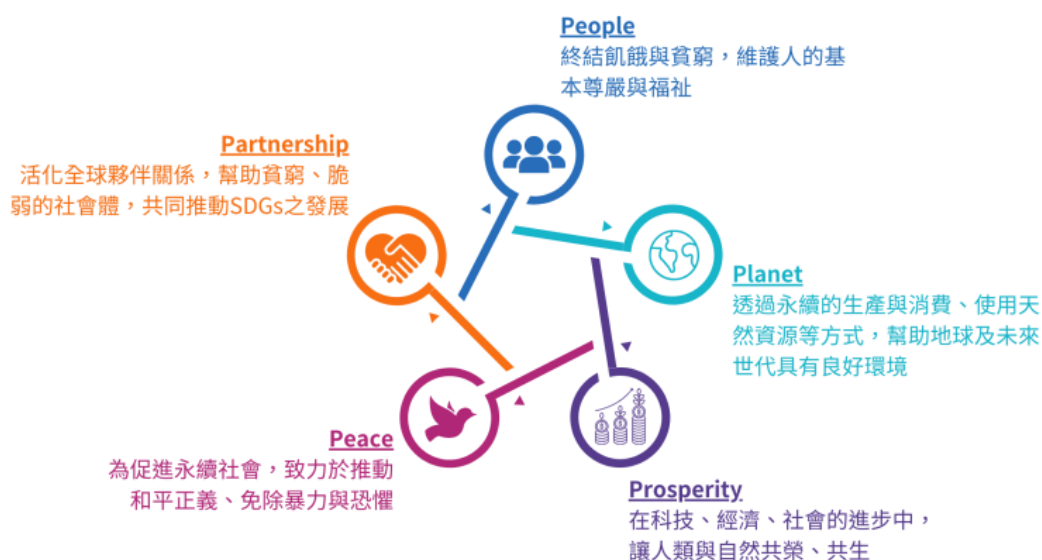 People
終結飢餓與貧窮，維護人的基
本尊嚴與福祉
Partnership
活化全球夥伴關係，幫助貧窮、脆
弱的社會體，共同推動SDGs之發展
Planet
透過永續的生產與消費、使用天
然資源等方式，幫助地球及未來
世代具有良好環境
Peace
為促進永續社會，致力於推動
和平正義、免除暴力與恐懼
Prosperity
在科技、經濟、社會的進步中，
讓人類與自然共榮、共生